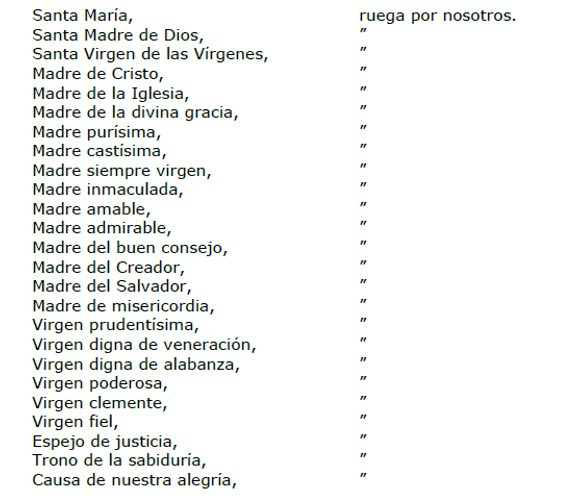 Santa María, ruega por nosotros.
Santa Madre de Dios, ”
Santa Virgen de las Vírgenes, ”
Madre de Cristo, ”
Madre de la Iglesia, ”
Madre de la divina gracia, ”
Madre purísima, ”
Madre castísima, ”
Madre siempre virgen, ”
Madre inmaculada, ”
Madre amable, ”
Madre admirable, ”
Madre del buen consejo, ”
Madre del Creador, ”
Madre del Salvador, ”
Madre de misericordia, ”
Virgen prudentísima, ”
Virgen digna de veneración, ”
Virgen digna de alabanza, ”
Virgen poderosa, ”
Virgen clemente, ”
Virgen fiel, ”
Espejo de justicia, ”
Trono de la sabiduría, ”
Causa de nuestra alegría, ”